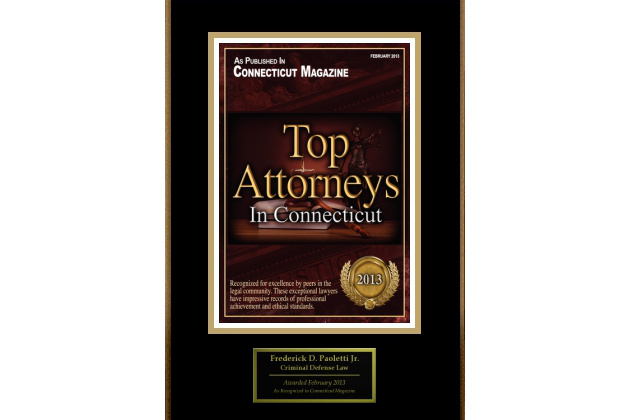 As Published In
Connecticut Magazine
FEBRUARY 2013
Top
Attorneys
In Connecticut
Recognized for excellence by peers in the
legal community. These exceptional lawyers
have impressive records of professional
achievement and ethical standards.
2013
Frederick D. Paoletti Jr.
Criminal Defense Law
Awarded February 2013
As Recognized in Connecticut Magazine